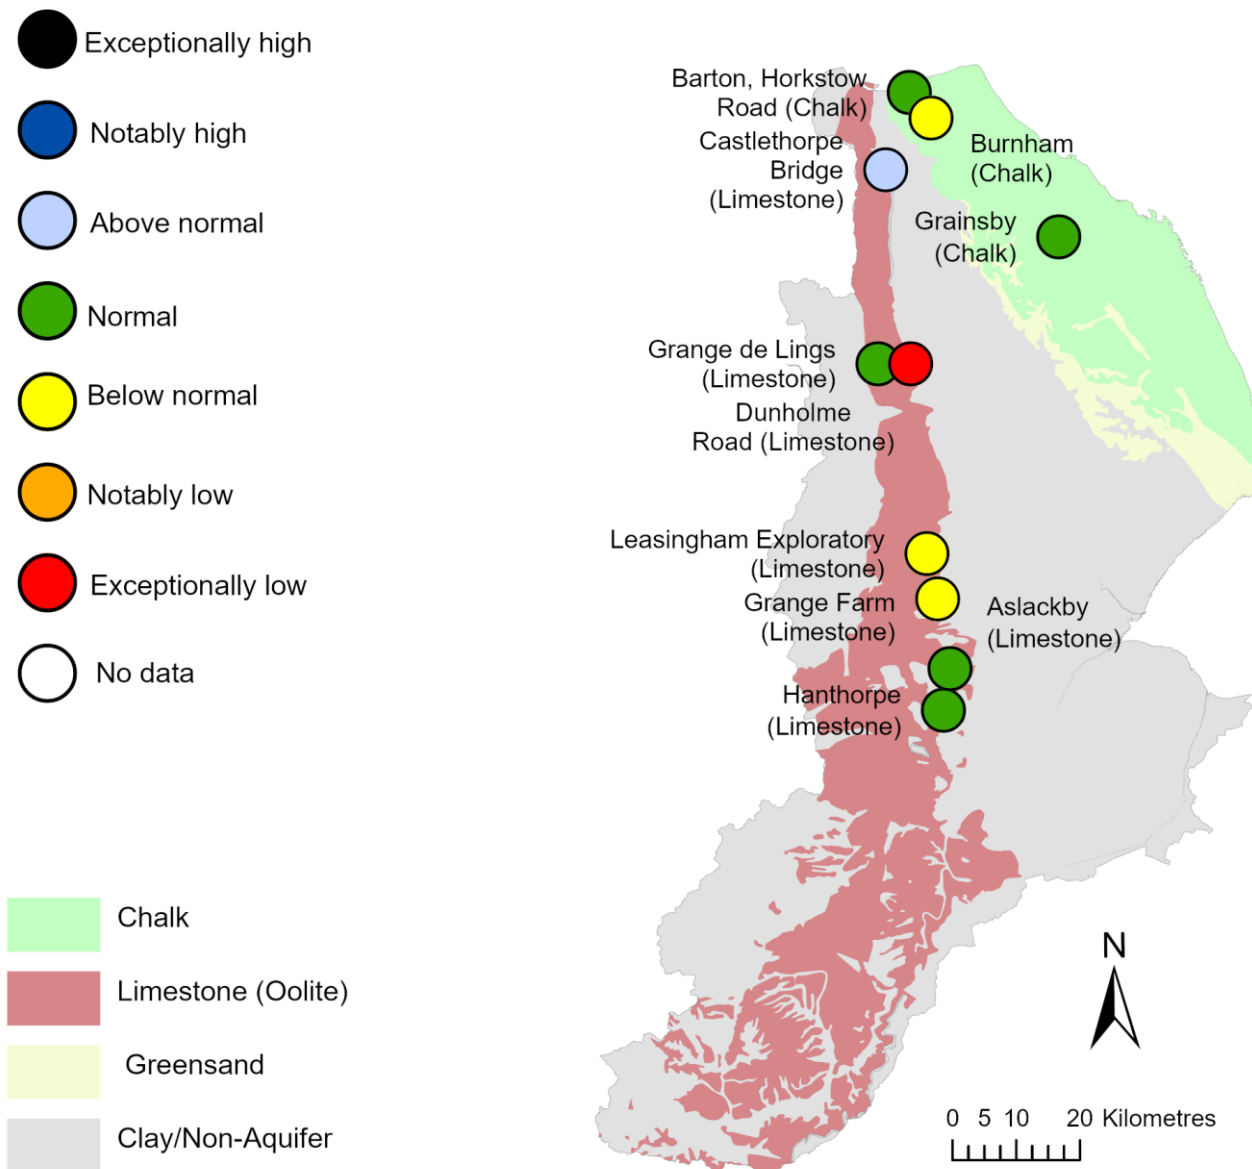 Exceptionally high
Notably high
Above normal
Normal
Below normal
Notably low
Exceptionally low
No data
Chalk
Limestone (Oolite)
Greensand
Clay/Non-Aquifer
Barton, Horkstow
Road (Chalk)
Castlethorpe
Bridge
(Limestone)
Burnham
(Chalk)
Grainsby
(Chalk)
Grange de Lings
(Limestone)
Dunholme
Road (Limestone)
Leasingham Exploratory
(Limestone)
Grange Farm
(Limestone)
Aslackby
(Limestone)
Hanthorpe
(Limestone)
N
0 5 10 20 Kilometres